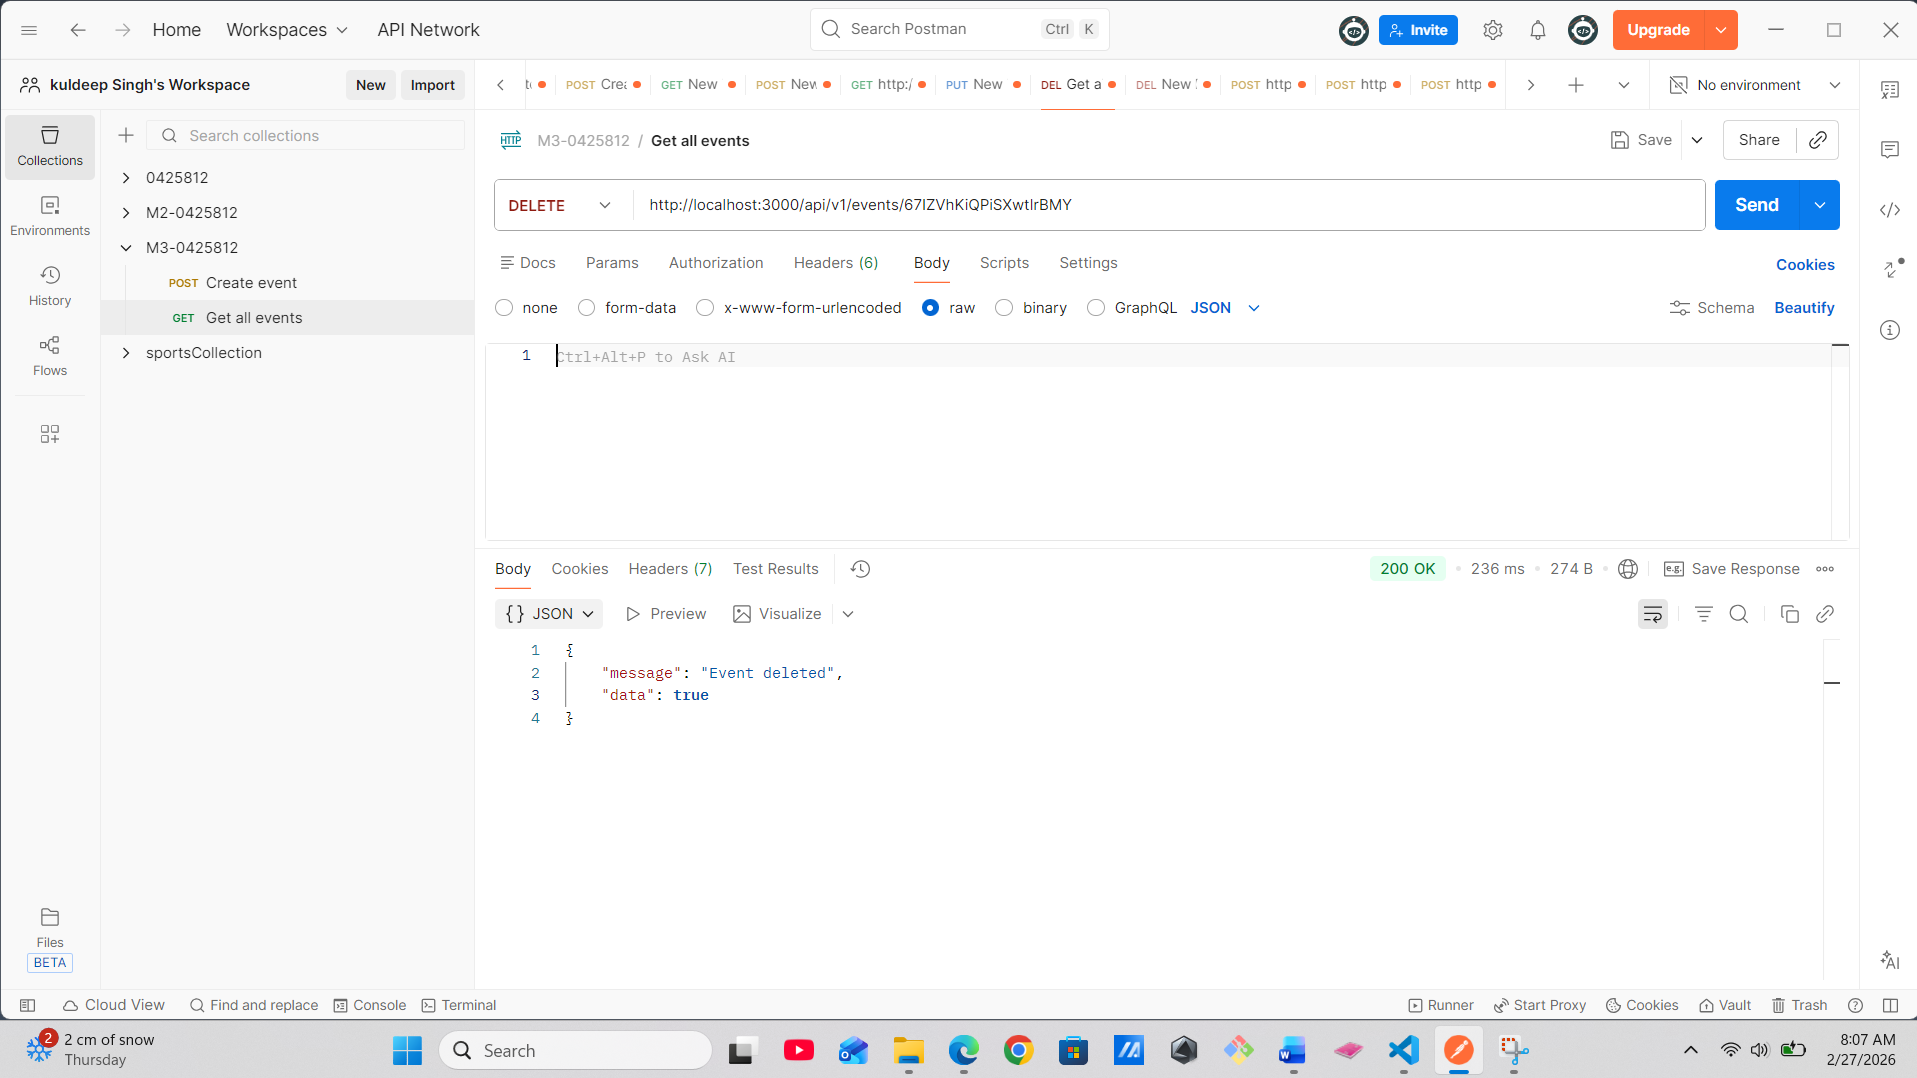 Home Workspaces API Network Search Postman Ctrl K Invite Upgrade
kuldeep Singh's Workspace New Import POST Crea GET New POST New GET http:/ PUT New DEL Get a DEL New POST http POST http POST http No environment
Collections
Search collections
M3-0425812 / Get all events Save Share
0425812
M2-0425812
M3-0425812
POST Create event
GET Get all events
sportsCollection
Environments
History
Flows
Files
BETA
DELETE http://localhost:3000/api/v1/events/67IZVhKiQPiSXwtlrBMY Send
Docs Params Authorization Headers (6) Body Scripts Settings Cookies
none form-data x-www-form-urlencoded raw binary GraphQL JSON Schema Beautify
1 Ctrl+Alt+P to Ask AI
Body Cookies Headers (7) Test Results 200 OK 236 ms 274 B e.g. Save Response
{} JSON Preview Visualize
1 {
2 "message": "Event deleted",
3 "data": true
4 }
AI
Cloud View Find and replace Console Terminal Runner Start Proxy Cookies Vault Trash
2 2 cm of snow
Thursday
Search
8:07 AM
2/27/2026